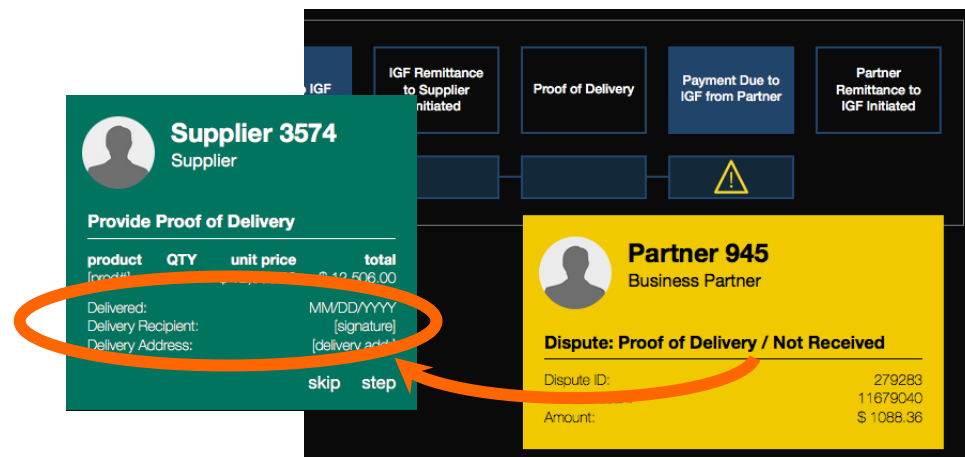 IGF
IGF Remittance
to Supplier
Initiated
Proof of Delivery
Payment Due to
IGF from Partner
Partner
Remittance to
IGF Initiated
Supplier 3574
Supplier
Provide Proof of Delivery
product QTY unit price total
[prod#] 12,506.00
Delivered: MM/DD/YYYY
Delivery Recipient: [signature]
Delivery Address: [delivery addr]
skip step
Partner 945
Business Partner
Dispute: Proof of Delivery / Not Received
Dispute ID: 279283
11679040
Amount: $ 1088.36